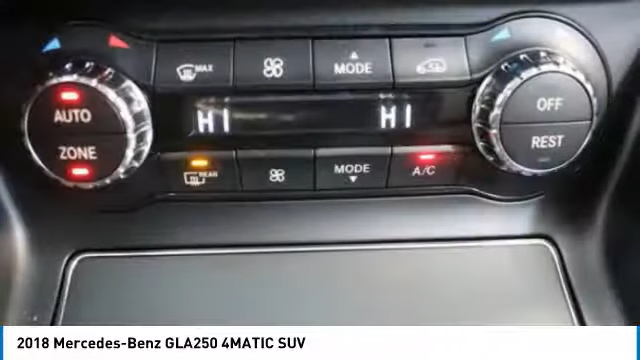 MAX
MODE
HI
HI
AUTO
ZONE
OFF
REST
REAR
MODE
A/C
2018 Mercedes-Benz GLA250 4MATIC SUV